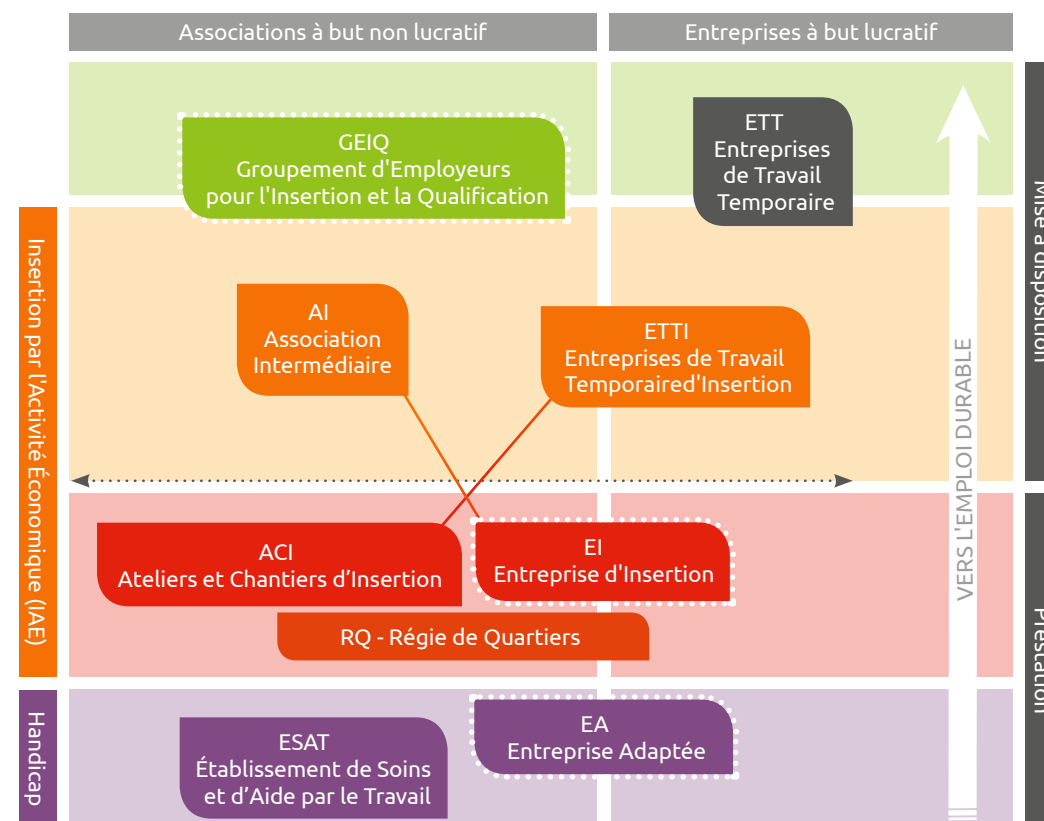 Associations à but non lucratif
Entreprises à but lucratif
GEIQ
Groupement d'Employeurs
pour l'Insertion et la Qualification
ETT
Entreprises
de Travail
Temporaire
Mise à disposition
Insertion par l'Activité Économique (IAE)
AI
Association
Intermédiaire
ETTI
Entreprises de Travail
Temporaired'Insertion
VERS L'EMPLOI DURABLE
ACI
Ateliers et Chantiers d’Insertion
EI
Entreprise d'Insertion
RQ - Régie de Quartiers
Prestation
Handicap
ESAT
Établissement de Soins
et d’Aide par le Travail
EA
Entreprise Adaptée